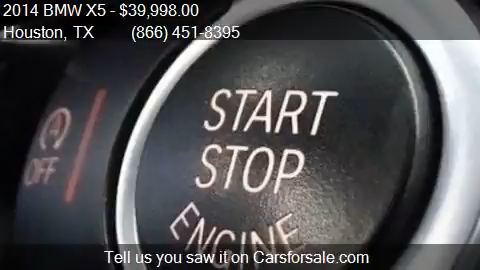 2014 BMW X5 - $39,998.00
Houston, TX (866) 451-8395
START
STOP
ENGINE
OFF
Tell us you saw it on Carsforsale.com